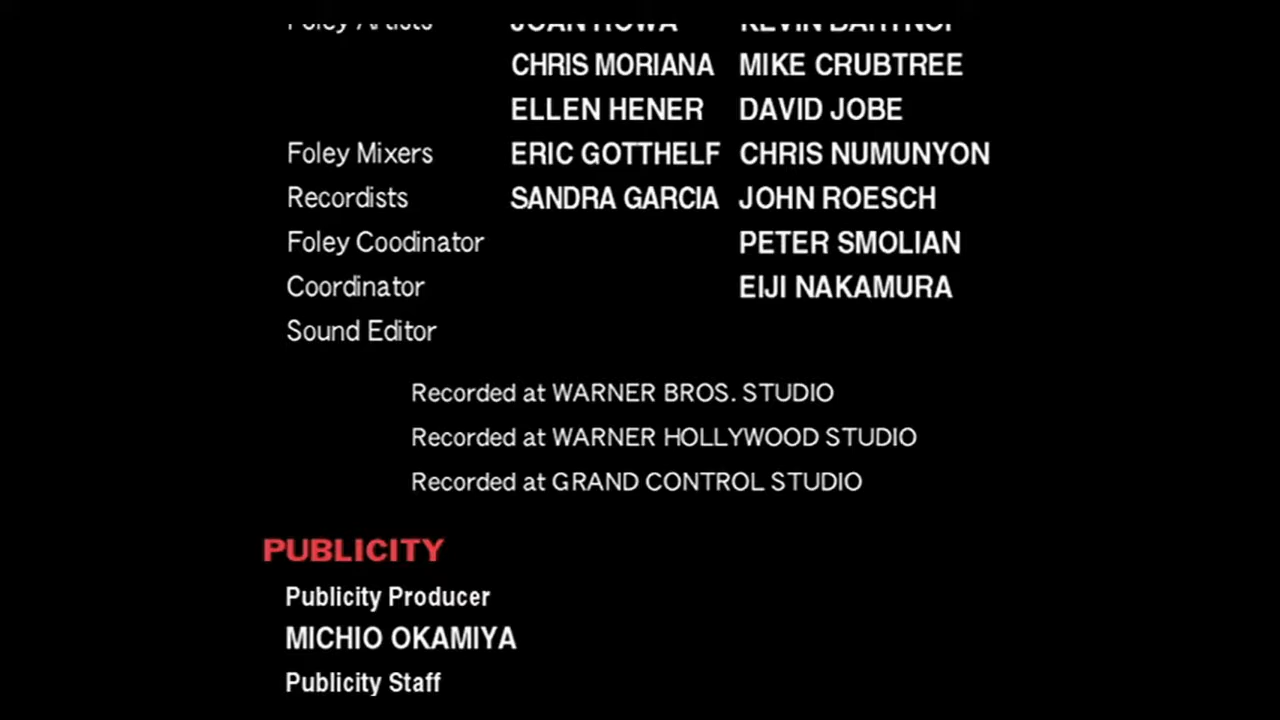 Foley Artists
CHRIS MORIANA MIKE CRUBTREE
ELLEN HENER DAVID JOBE
Foley Mixers ERIC GOTTHELF CHRIS NUMUNYON
Recordists SANDRA GARCIA JOHN ROESCH
Foley Coodinator PETER SMOLIAN
Coordinator EIJI NAKAMURA
Sound Editor
Recorded at WARNER BROS. STUDIO
Recorded at WARNER HOLLYWOOD STUDIO
Recorded at GRAND CONTROL STUDIO
PUBLICITY
Publicity Producer
MICHIO OKAMIYA
Publicity Staff